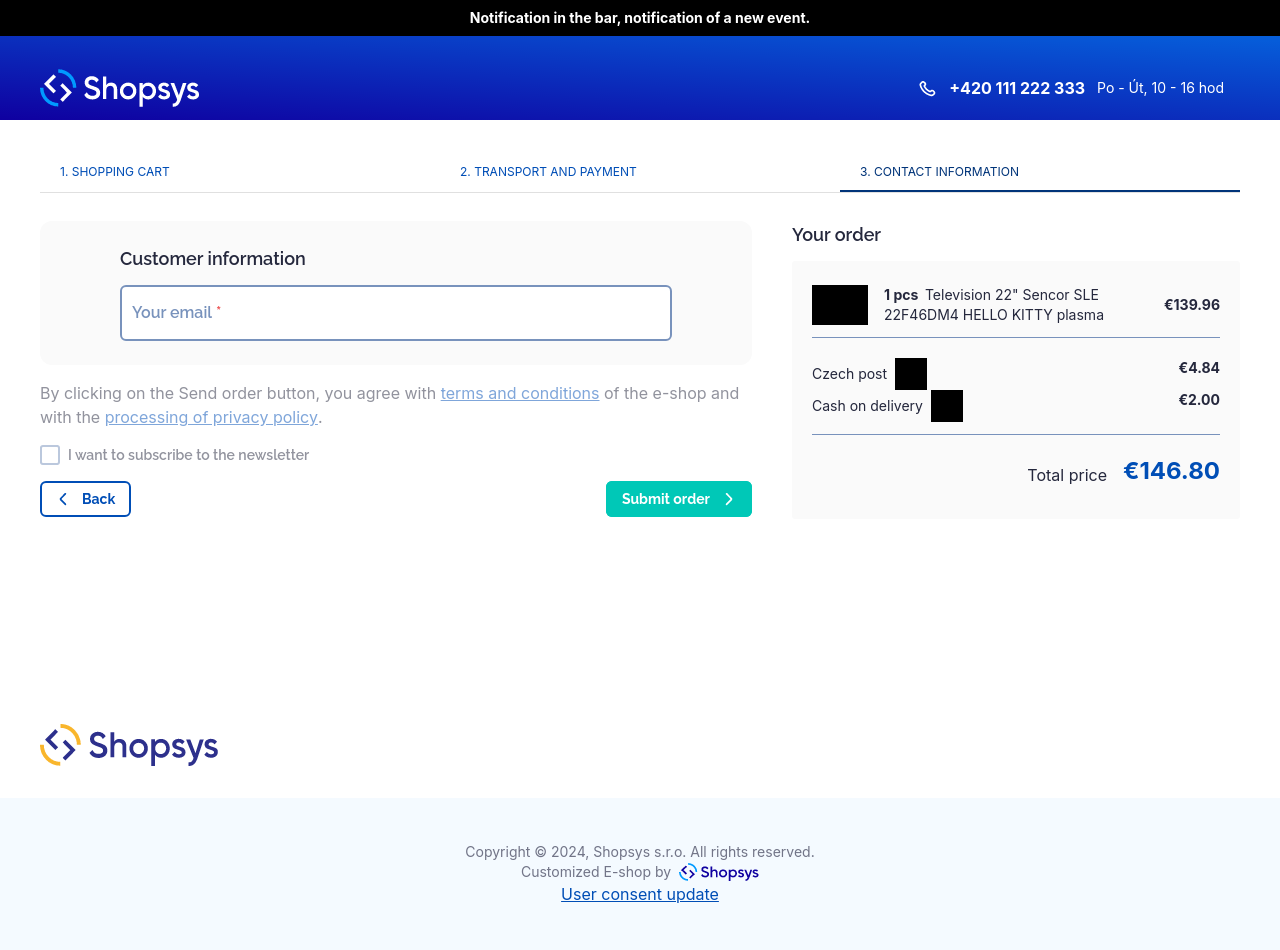 Notification in the bar, notification of a new event.
Shopsys
+420 111 222 333 Po - Út, 10 - 16 hod
1. SHOPPING CART
2. TRANSPORT AND PAYMENT
3. CONTACT INFORMATION
Customer information
Your email *
By clicking on the Send order button, you agree with terms and conditions of the e-shop and
with the processing of privacy policy.
I want to subscribe to the newsletter
Back
Submit order
Your order
1 pcs Television 22" Sencor SLE
22F46DM4 HELLO KITTY plasma
€139.96
Czech post €4.84
Cash on delivery €2.00
Total price €146.80
Shopsys
Copyright © 2024, Shopsys s.r.o. All rights reserved.
Customized E-shop by Shopsys
User consent update